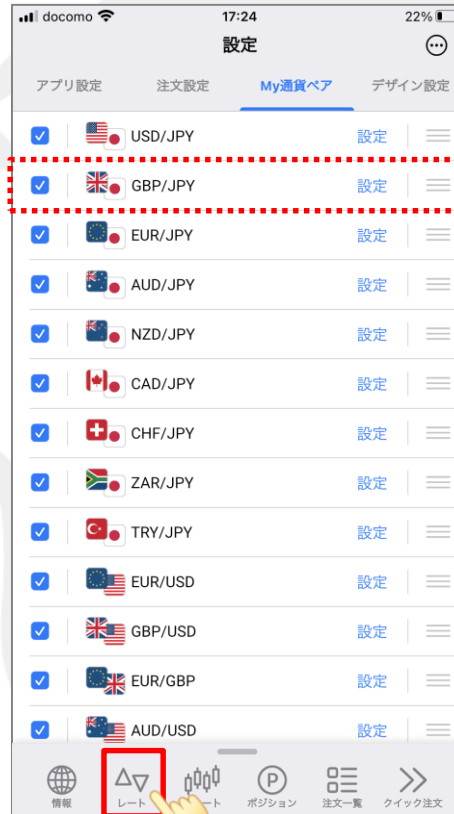 docomo 17:24 22%
設定
アプリ設定 注文設定 My通貨ペア デザイン設定
USD/JPY 設定
GBP/JPY 設定
EUR/JPY 設定
AUD/JPY 設定
NZD/JPY 設定
CAD/JPY 設定
CHF/JPY 設定
ZAR/JPY 設定
TRY/JPY 設定
EUR/USD 設定
GBP/USD 設定
EUR/GBP 設定
AUD/USD 設定
P
情報 レート ート ポジション 注文一覧 クイック注文